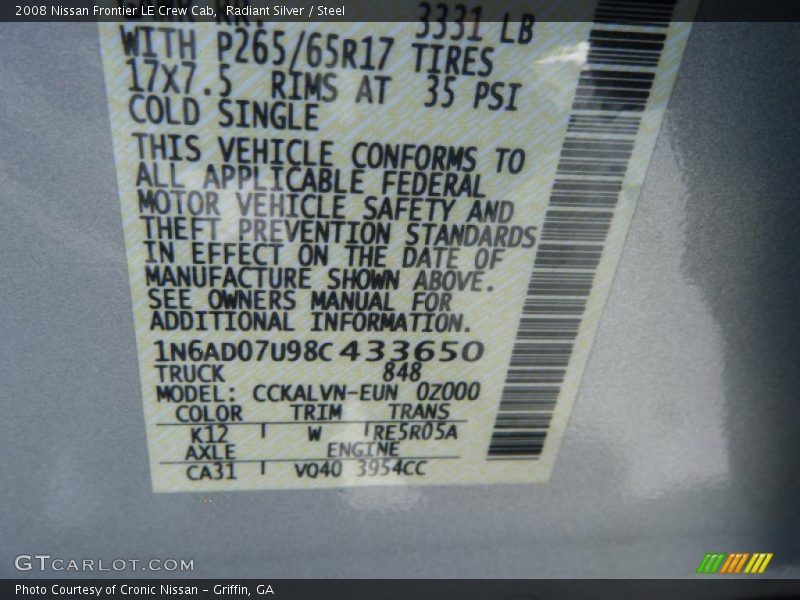 2008 Nissan Frontier LE Crew Cab, Radiant Silver / Steel
3331 LB
WITH P265/65R17 TIRES
17X7.5 RIMS AT 35 PSI
COLD SINGLE
THIS VEHICLE CONFORMS TO
ALL APPLICABLE FEDERAL
MOTOR VEHICLE SAFETY AND
THEFT PREVENTION STANDARDS
IN EFFECT ON THE DATE OF
MANUFACTURE SHOWN ABOVE.
SEE OWNERS MANUAL FOR
ADDITIONAL INFORMATION.
1N6AD07U98C433650
TRUCK 848
MODEL: CCKALVN-EUN 0Z000
COLOR TRIM TRANS
K12 W RE5R05A
AXLE ENGINE
CA31 VQ40 3954CC
GTCARLOT.COM
Photo Courtesy of Cronic Nissan - Griffin, GA